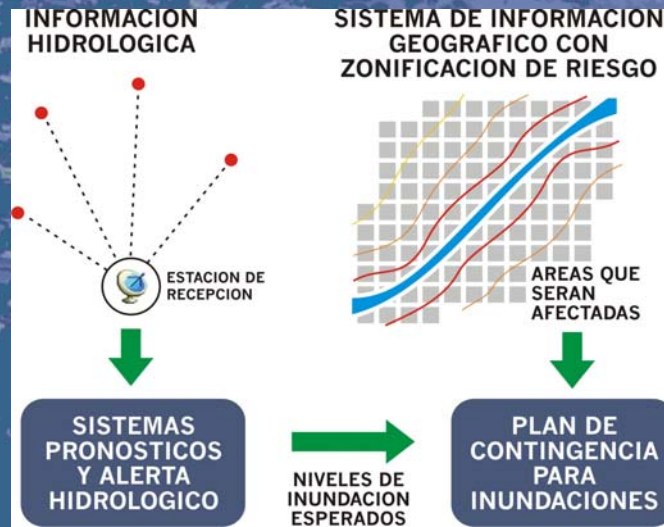 INFORMACION
HIDROLOGICA
ESTACION DE
RECEPCION
SISTEMAS
PRONOSTICOS
Y ALERTA
HIDROLOGICO
NIVELES DE
INUNDACION
ESPERADOS
SISTEMA DE INFORMACION
GEOGRAFICO CON
ZONIFICACION DE RIESGO
AREAS QUE
SERAN
AFECTADAS
PLAN DE
CONTINGENCIA
PARA
INUNDACIONES